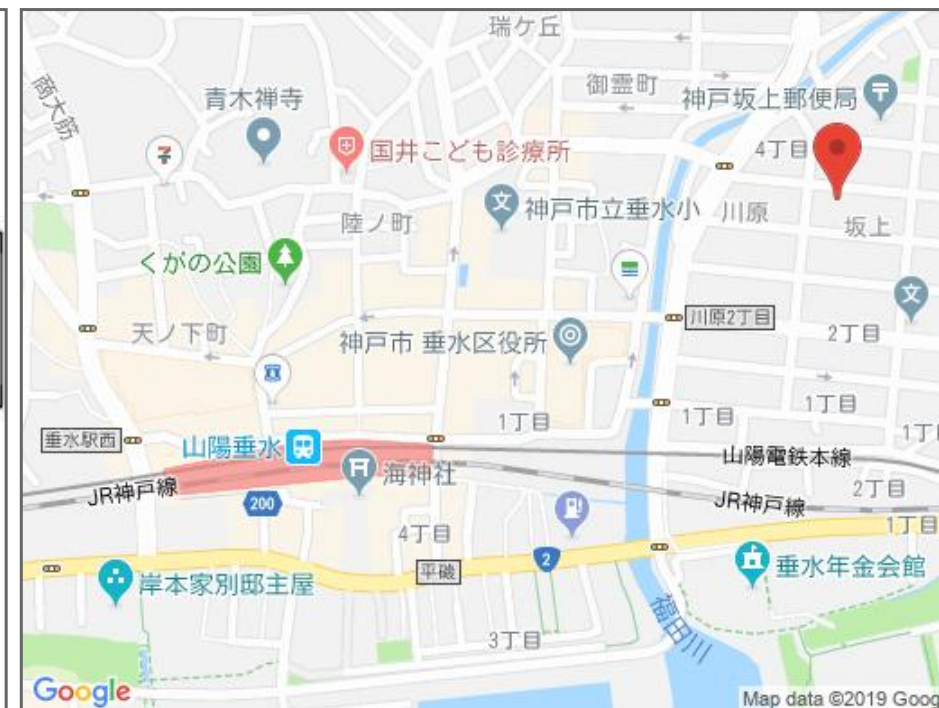 瑞ケ丘
商大筋
青木禅寺
御霊町
神戸坂上郵便局
〒
国井こども診療所
4丁目
陸ノ町
文
神戸市立垂水小
川原
坂上
くがの公園
文
天ノ下町
川原2丁目
神戸市 垂水区役所
2丁目
1丁目
1丁目
1丁目
垂水駅西
山陽垂水
1丁
山陽電鉄本線
海神社
JR神戸線
2丁目
200
JR神戸線
4丁目
1丁目
2
平磯
岸本家別邸主屋
垂水年金会館
福田川
3丁目
Google
Map data ©2019 Goog